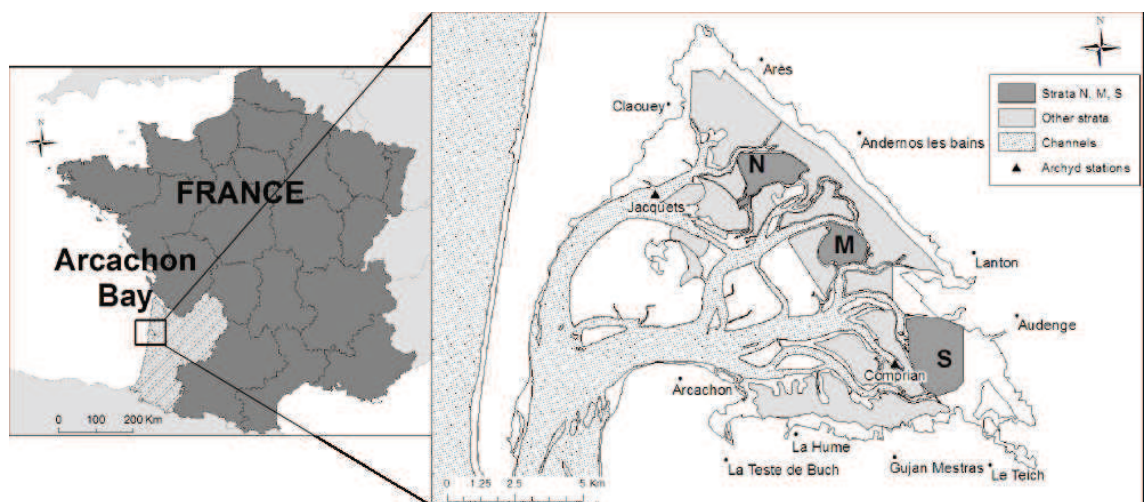 N
FRANCE
Arcachon
Bay
0 100 200 Km
N
Arès
Claouey
Strata N, M, S
Other strata
Channels
Archyd stations
Andernos les bains
N
Jacquets
M
Lanton
Audenge
S
Comprian
Arcachon
La Hume
La Teste de Buch
Gujan Mestras
Le Teich
0 1.25 2.5 5 Km